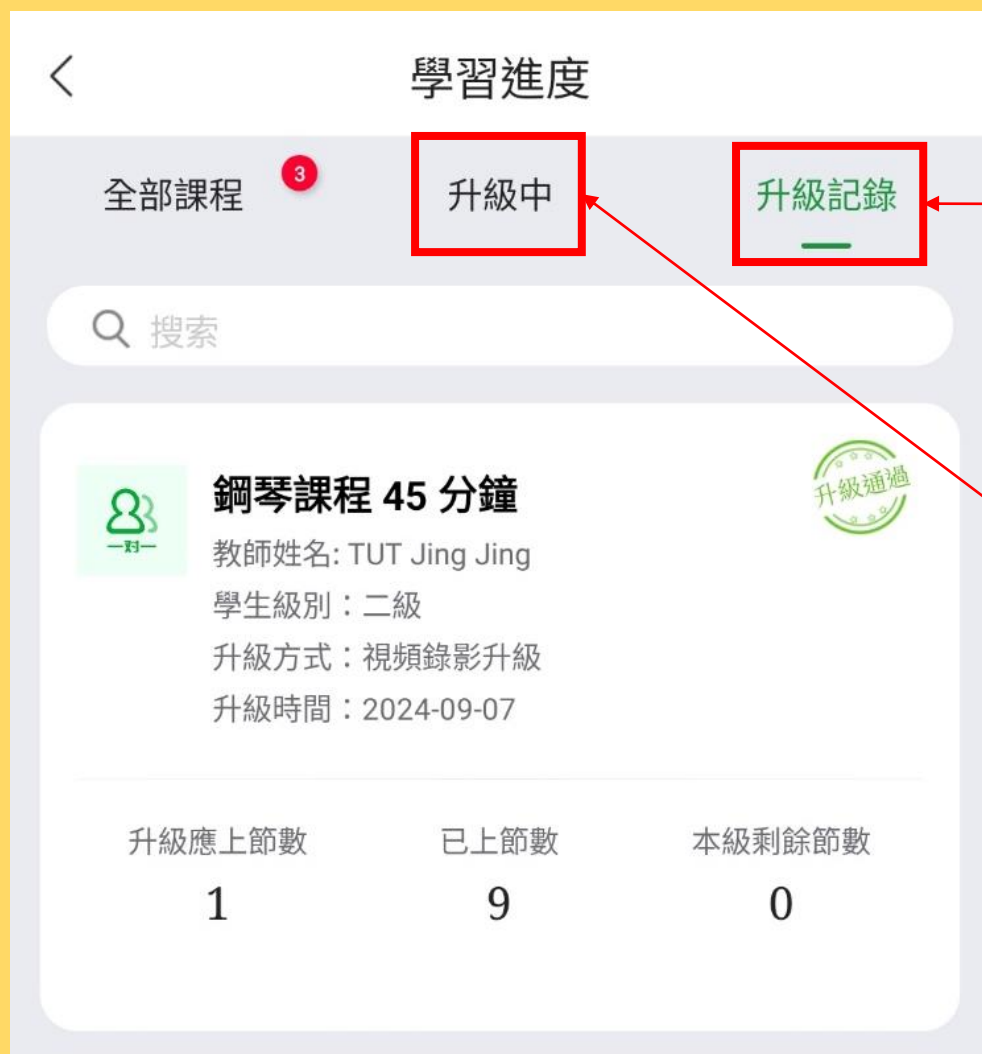 學習進度
全部課程 3 升級中 升級記錄
搜索
鋼琴課程 45 分鐘
升級通過
一对一
教師姓名: TUT Jing Jing
學生級別：二級
升級方式：視頻錄影升級
升級時間：2024-09-07
升級應上節數 已上節數 本級剩餘節數
1 9 0